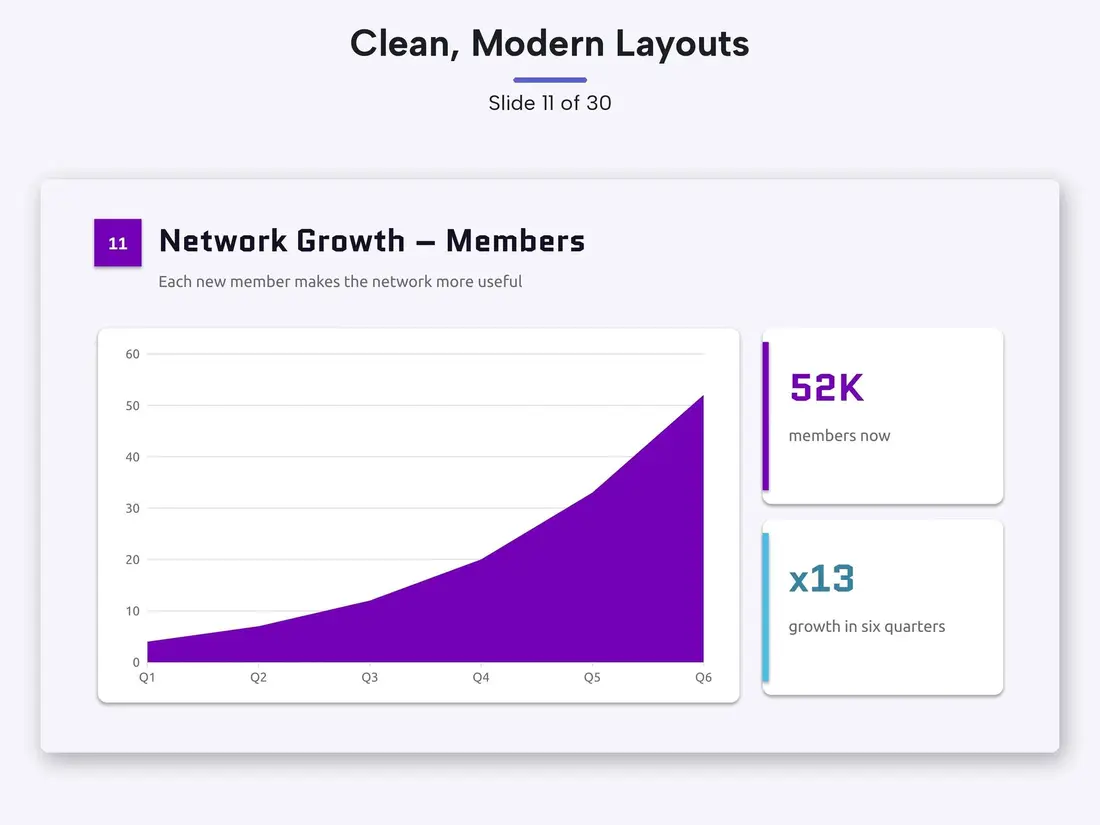 Clean, Modern Layouts
Slide 11 of 30
11
Network Growth – Members
Each new member makes the network more useful
60
50
40
30
20
10
0
Q1 Q2 Q3 Q4 Q5 Q6
52K
members now
x13
growth in six quarters